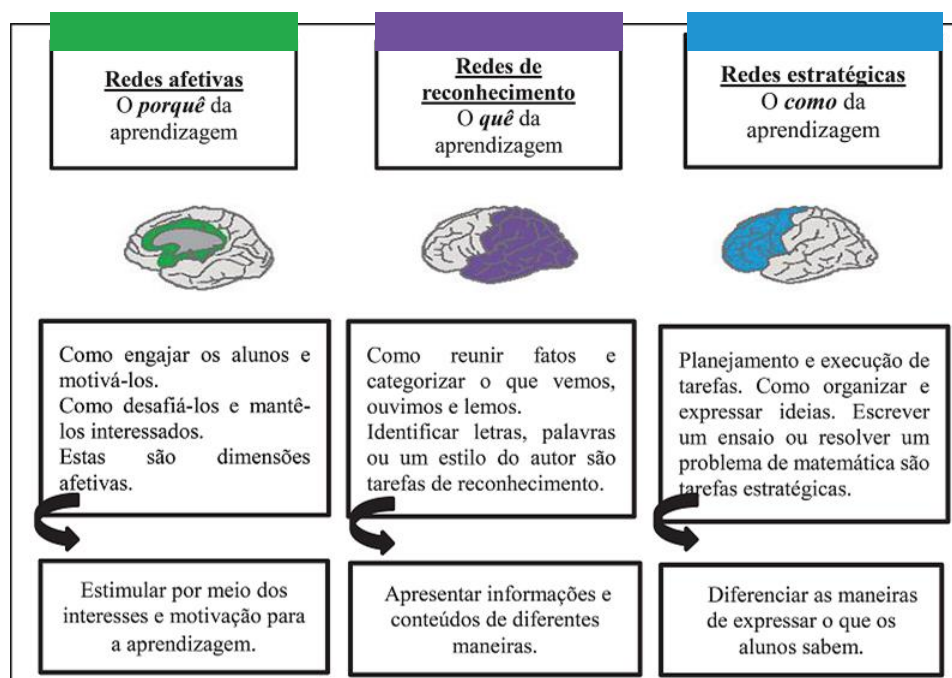 Redes afetivas
O porquê da
aprendizagem
Redes de
reconhecimento
O quê da
aprendizagem
Redes estratégicas
O como da
aprendizagem
Como engajar os alunos e
motivá-los.
Como desafiá-los e mantê-
los interessados.
Estas são dimensões
afetivas.
Como reunir fatos e
categorizar o que vemos,
ouvimos e lemos.
Identificar letras, palavras
ou um estilo do autor são
tarefas de reconhecimento.
Planejamento e execução de
tarefas. Como organizar e
expressar ideias. Escrever
um ensaio ou resolver um
problema de matemática são
tarefas estratégicas.
Estimular por meio dos
interesses e motivação para
a aprendizagem.
Apresentar informações e
conteúdos de diferentes
maneiras.
Diferenciar as maneiras
de expressar o que os
alunos sabem.